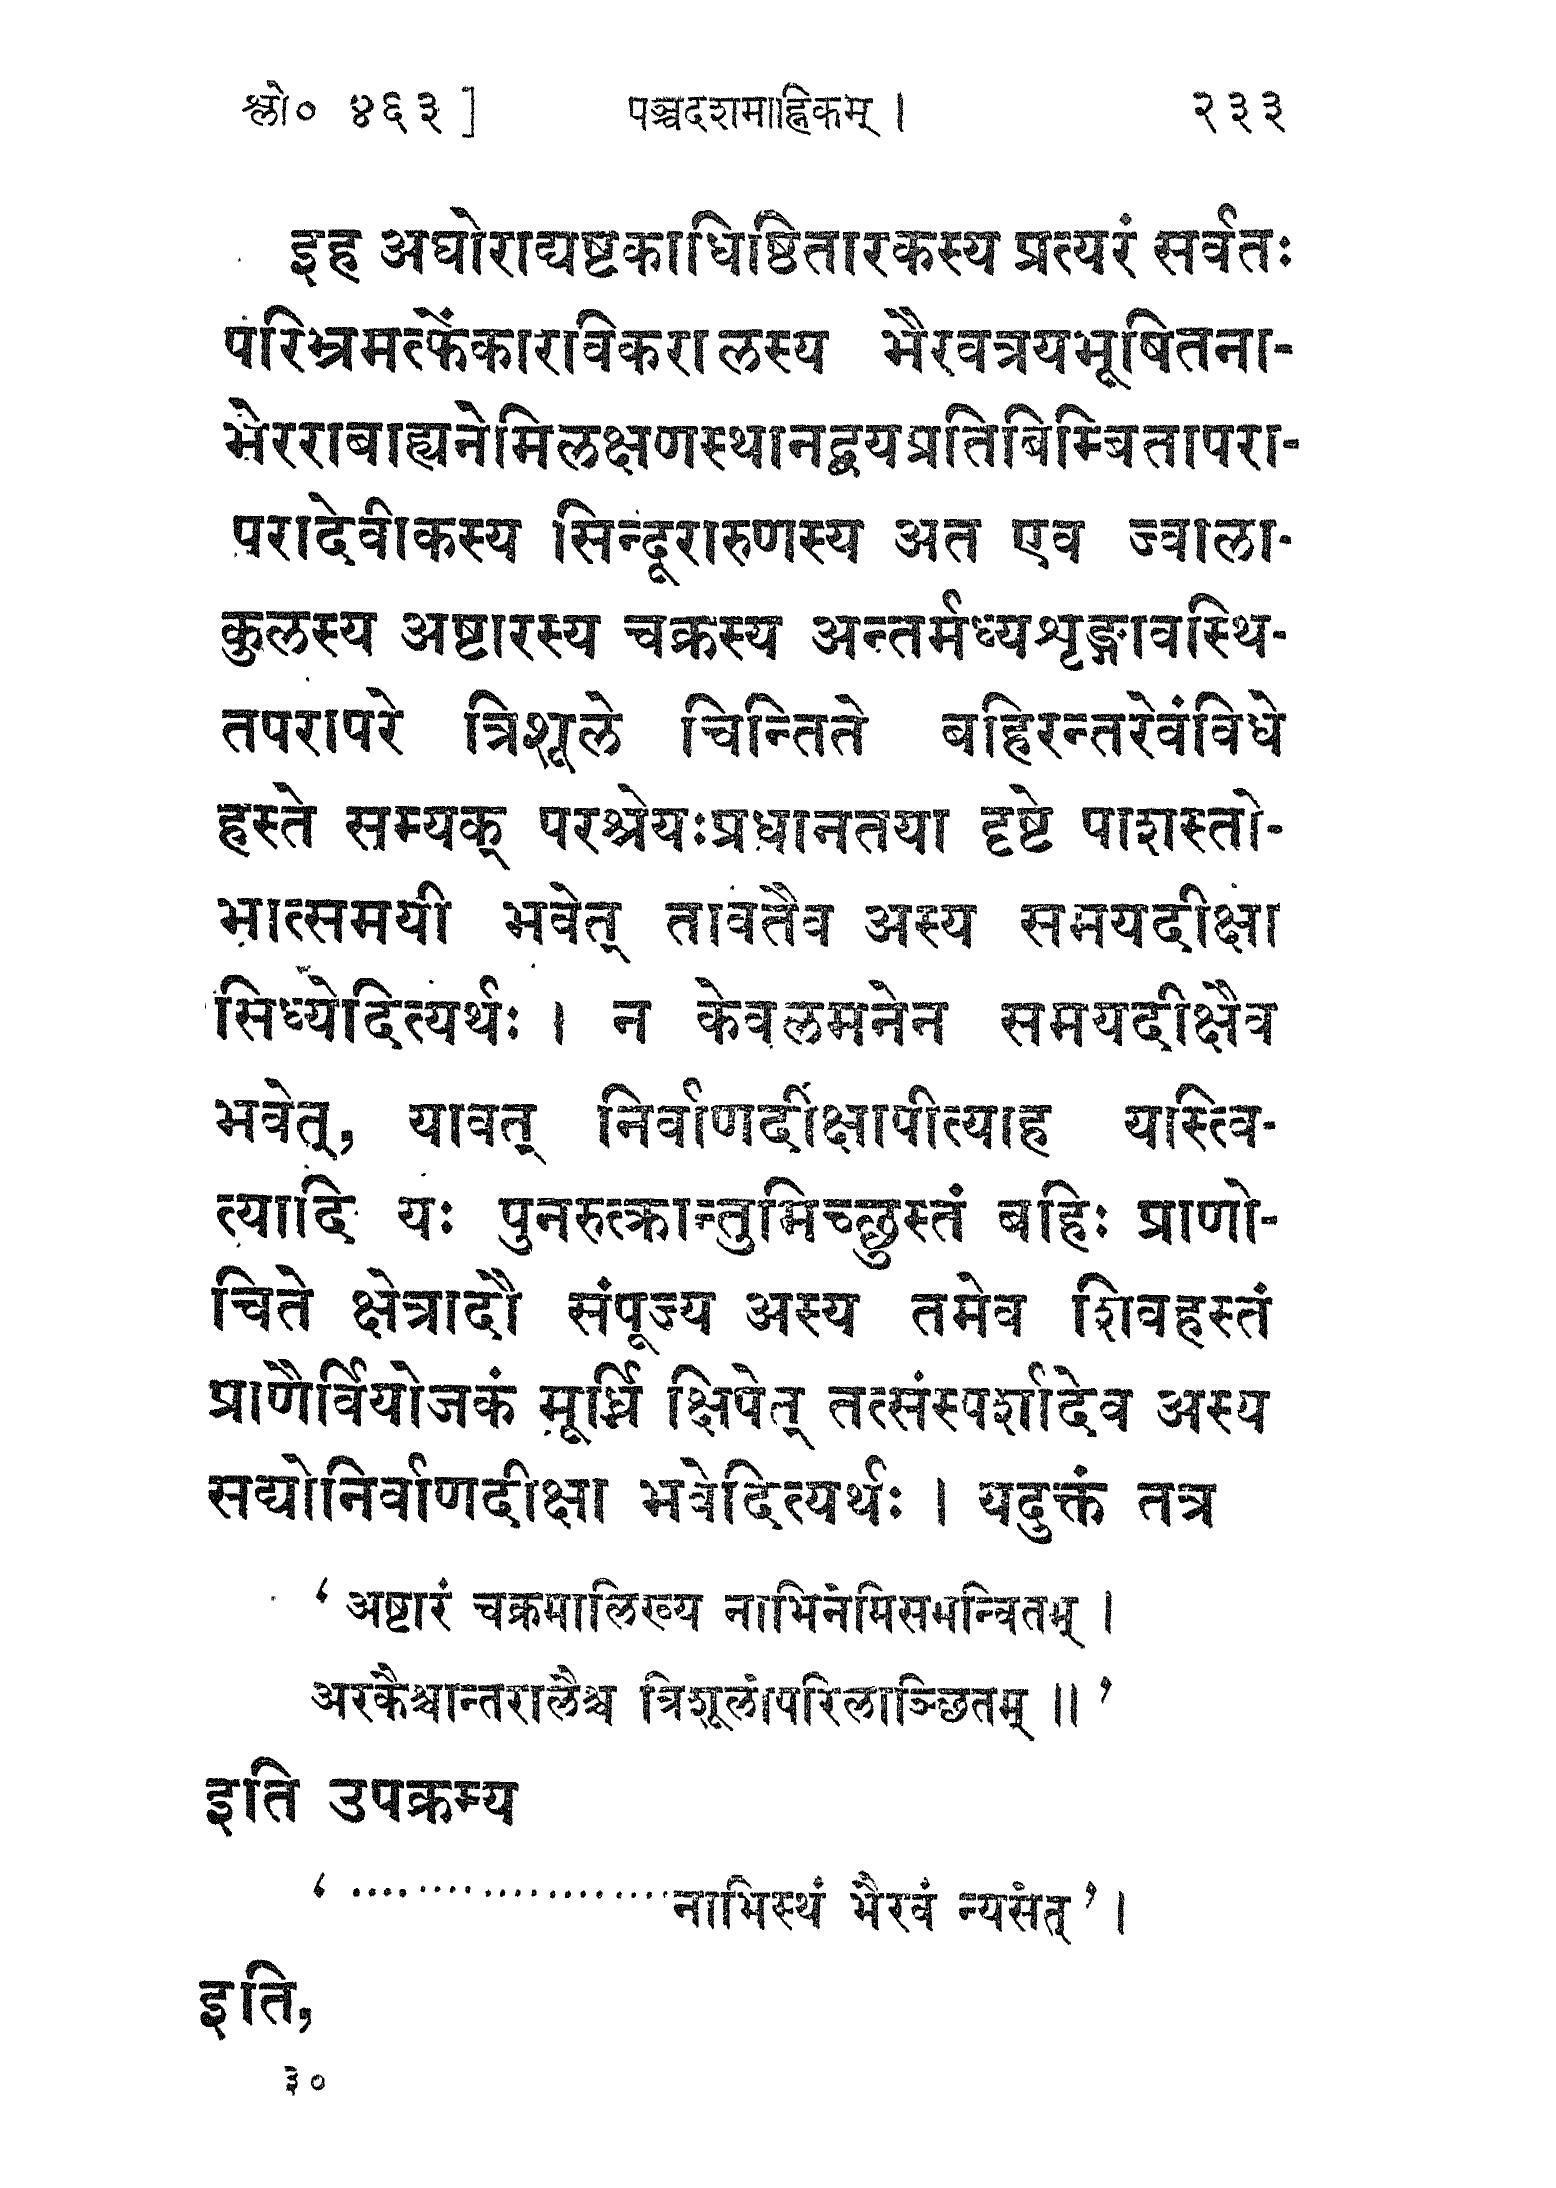 श्लो० ४६३ ] पञ्चदशमाह्निकम् । २३३
इह अघोराद्यष्टकाधिष्ठितारकस्य प्रत्यरं सर्वतः
परिभ्रमत्फेंकारविकरालस्य भैरवत्रयभूषितना-
भेरराबाह्यनेमिलक्षणस्थानद्वयप्रतिबिम्बितापरा-
परादेवीकस्य सिन्दूरारुणस्य अत एव ज्वाला-
कुलस्य अष्टारस्य चक्रस्य अन्तर्मध्यशृङ्गावस्थि-
तपरापरे त्रिशूले चिन्तिते बहिरन्तरेवंविधे
हस्ते सम्यक् परश्रेयःप्रधानतया दृष्टे पाशस्तो-
भात्समयी भवेत् तावतैव अस्य समयदीक्षा
सिध्येदित्यर्थः । न केवलमनेन समयदीक्षैव
भवेत्, यावत् निर्वाणदीक्षापीत्याह यस्त्वि-
त्यादि यः पुनरुत्क्रान्तुमिच्छुस्तं बहिः प्राणो-
चिते क्षेत्रादौ संपूज्य अस्य तमेव शिवहस्तं
प्राणैर्वियोजकं मूर्ध्नि क्षिपेत् तत्संस्पर्शादेव अस्य
सद्योनिर्वाणदीक्षा भवेदित्यर्थः । यदुक्तं तत्र
‘ अष्टारं चक्रमालिख्य नाभिनेमिसमन्वितम् ।
अरकैश्चान्तरालैश्च त्रिशूलांपरिलाञ्छितम् ॥ ’
इति उपक्रम्य
‘ ........................नाभिस्थं भैरवं न्यसेत् ’ ।
इति,
३०